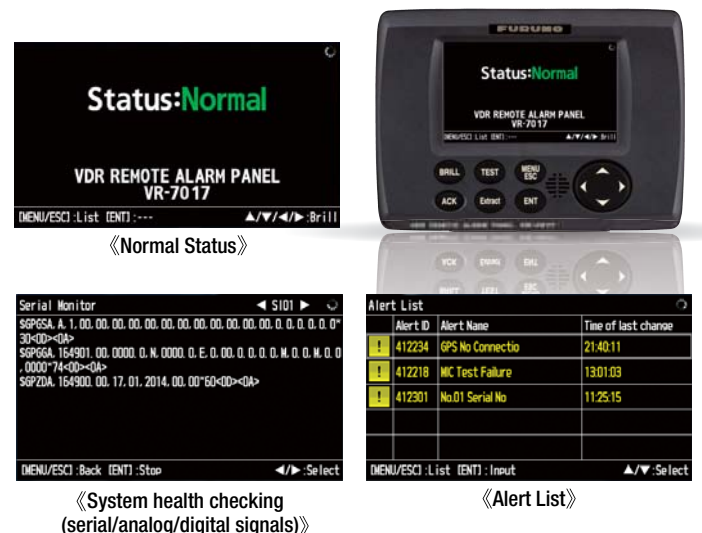 Status:Normal
VDR REMOTE ALARM PANEL
VR-7017
[MENU/ESC] :List [ENT] :--- ▲/▼/◀/▶ :Brill
《Normal Status》
FURUNO
Status:Normal
VDR REMOTE ALARM PANEL
VR-7017
[MENU/ESC] List [ENT] :--- ▲/▼/◀/▶ Brill
BRILL TEST MENU ESC
ACK Extract ENT
Serial Monitor ◀ SI01 ▶
$GPGSA. A. 1, 00. 00. 00. 00. 00. 00. 00. 00. 00. 00. 00. 00. 0. 0. 0. 0. 0. 0*
30<0D><0A>
$GPGGA. 164901. 00. 0000. 0. N. 0000. 0. E. 0. 00. 0. 0. 0. 0. M. 0. 0. M. 0. 0
, 0000*74<0D><0A>
$GPZDA. 164900. 00. 17. 01. 2014. 00. 00*60<0D><0A>
[MENU/ESC] :Back [ENT] :Stop ◀/▶ :Select
《System health checking
(serial/analog/digital signals)》
Alert List
Alert ID Alert Name Time of last change
! 412234 GPS No Connectio 21:40:11
! 412218 MIC Test Failure 13:01:03
! 412301 No.01 Serial No 11:25:15
[MENU/ESC] :List [ENT] : Input ▲/▼ :Select
《Alert List》